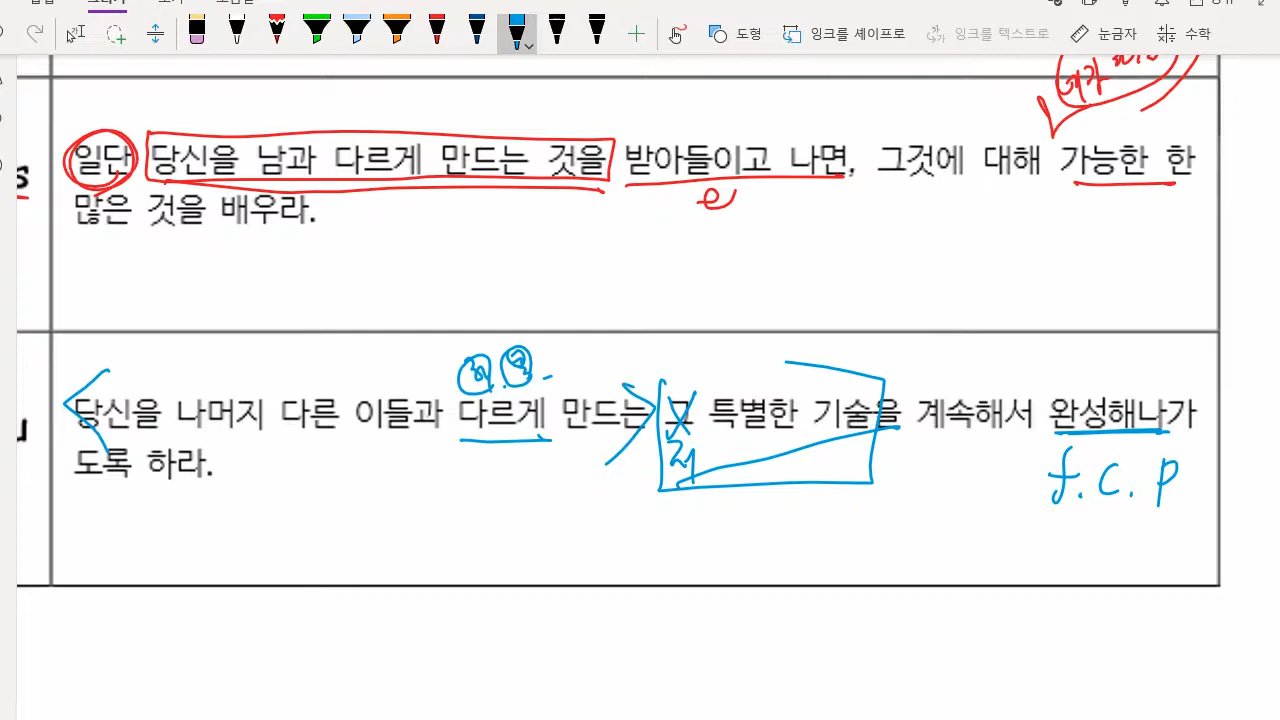 도형 잉크를 셰이프로 잉크를 텍스트로 눈금자 수학
s
일단 당신을 남과 다르게 만드는 것을 받아들이고 나면, 그것에 대해 가능한 한
e
많은 것을 배우라.
u
당신을 나머지 다른 이들과 다르게 만드는 그 특별한 기술을 계속해서 완성해나가
도록 하라.
f. c. p